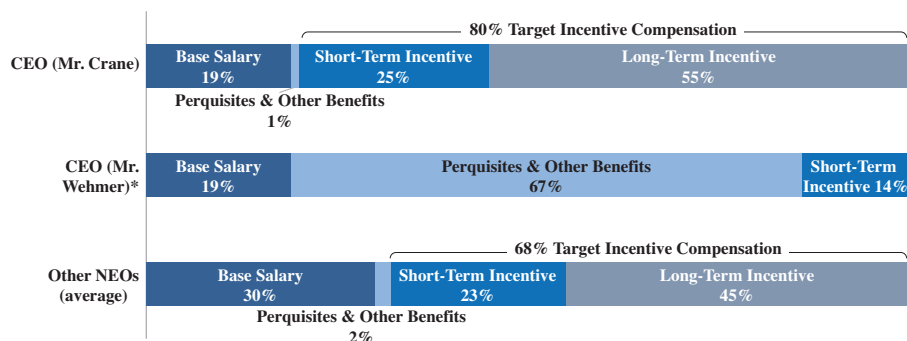 80% Target Incentive Compensation
CEO (Mr. Crane)
Base Salary
19%
Short-Term Incentive
25%
Long-Term Incentive
55%
Perquisites & Other Benefits
1%
CEO (Mr.
Wehmer)*
Base Salary
19%
Perquisites & Other Benefits
67%
Short-Term
Incentive 14%
68% Target Incentive Compensation
Other NEOs
(average)
Base Salary
30%
Short-Term Incentive
23%
Long-Term Incentive
45%
Perquisites & Other Benefits
2%